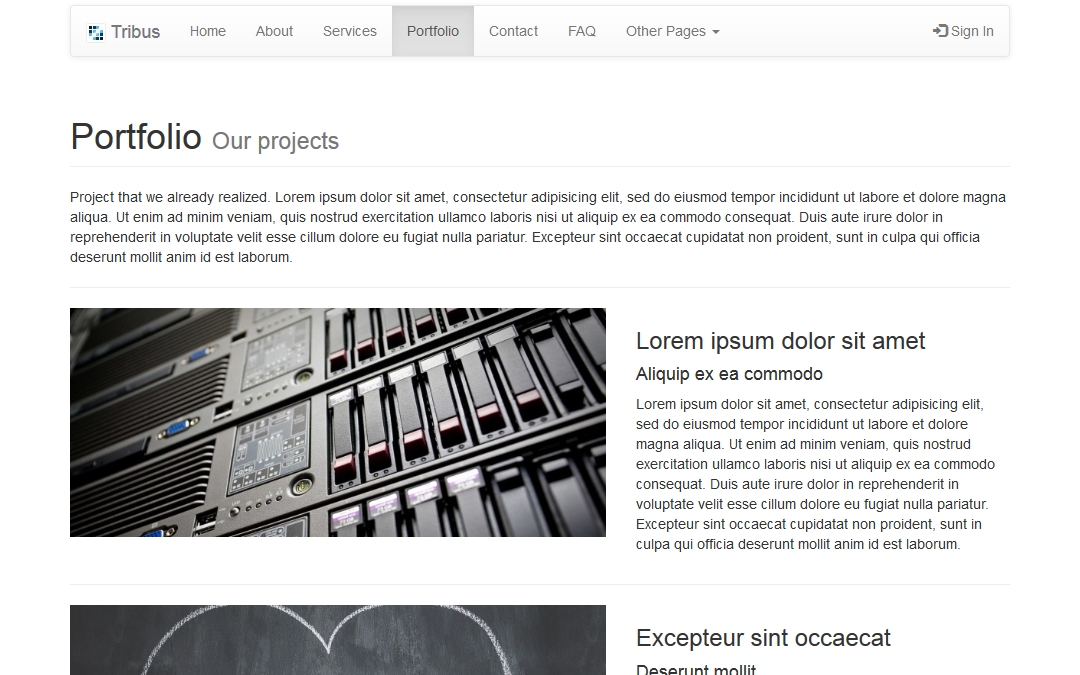 Tribus Home About Services Portfolio Contact FAQ Other Pages Sign In
Portfolio Our projects
Project that we already realized. Lorem ipsum dolor sit amet, consectetur adipisicing elit, sed do eiusmod tempor incididunt ut labore et dolore magna
aliqua. Ut enim ad minim veniam, quis nostrud exercitation ullamco laboris nisi ut aliquip ex ea commodo consequat. Duis aute irure dolor in
reprehenderit in voluptate velit esse cillum dolore eu fugiat nulla pariatur. Excepteur sint occaecat cupidatat non proident, sunt in culpa qui officia
deserunt mollit anim id est laborum.
Lorem ipsum dolor sit amet
Aliquip ex ea commodo
Lorem ipsum dolor sit amet, consectetur adipisicing elit,
sed do eiusmod tempor incididunt ut labore et dolore
magna aliqua. Ut enim ad minim veniam, quis nostrud
exercitation ullamco laboris nisi ut aliquip ex ea commodo
consequat. Duis aute irure dolor in reprehenderit in
voluptate velit esse cillum dolore eu fugiat nulla pariatur.
Excepteur sint occaecat cupidatat non proident, sunt in
culpa qui officia deserunt mollit anim id est laborum.
Excepteur sint occaecat
Deserunt mollit